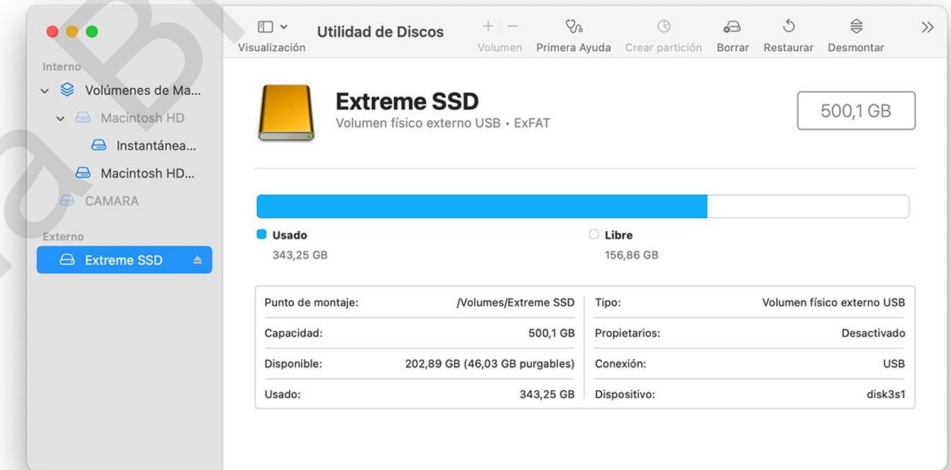 Utilidad de Discos
Visualización
Volumen
Primera Ayuda
Crear partición
Borrar
Restaurar
Desmontar
Interno
Volúmenes de Ma...
Macintosh HD
Instantánea...
Macintosh HD...
CAMARA
Externo
Extreme SSD
Extreme SSD
Volumen físico externo USB • ExFAT
500,1 GB
Usado
343,25 GB
Libre
156,86 GB
Punto de montaje: /Volumes/Extreme SSD
Capacidad: 500,1 GB
Disponible: 202,89 GB (46,03 GB purgables)
Usado: 343,25 GB
Tipo: Volumen físico externo USB
Propietarios: Desactivado
Conexión: USB
Dispositivo: disk3s1